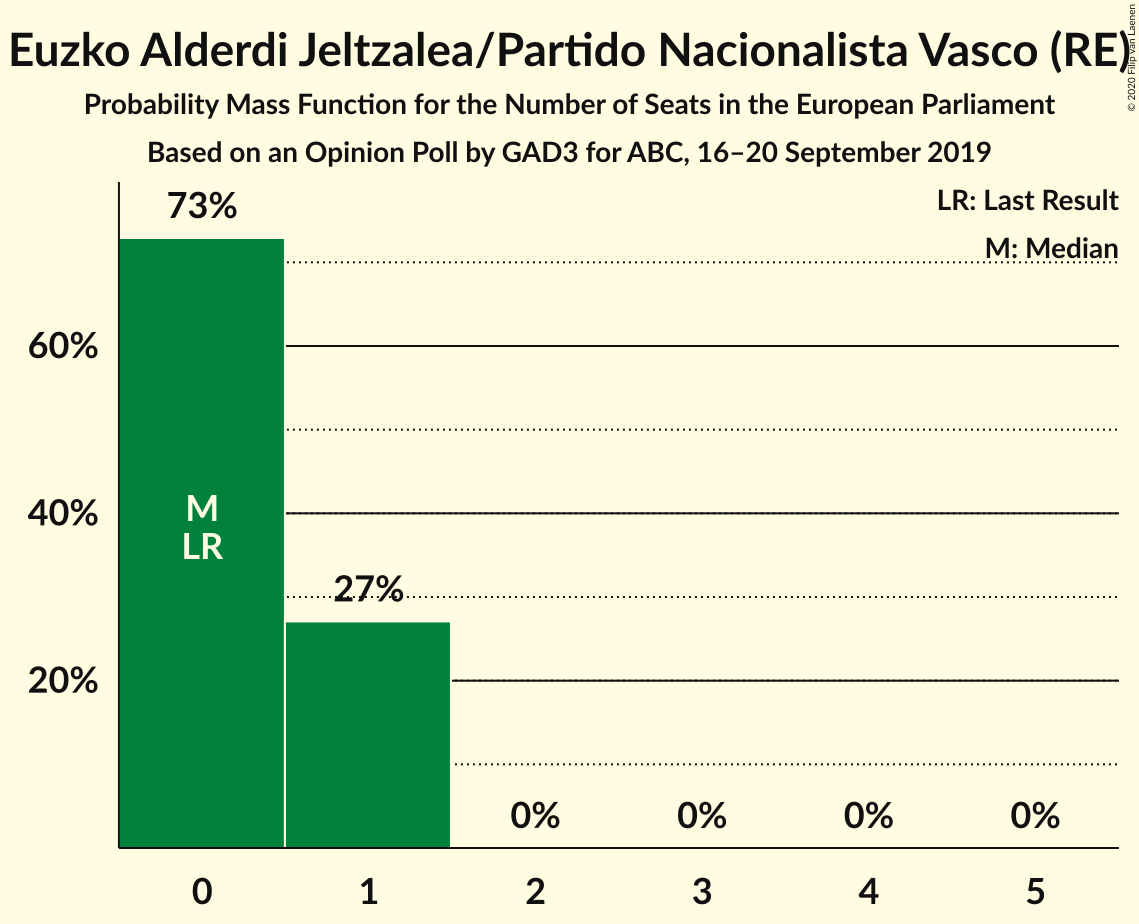 Euzko Alderdi Jeltzalea/Partido Nacionalista Vasco (RE)
Probability Mass Function for the Number of Seats in the European Parliament
Based on an Opinion Poll by GAD3 for ABC, 16–20 September 2019
© 2020 Filip van Laenen
LR: Last Result
M: Median
73%
60%
40%
20%
M
LR
27%
0%
0%
0%
0%
0
1
2
3
4
5